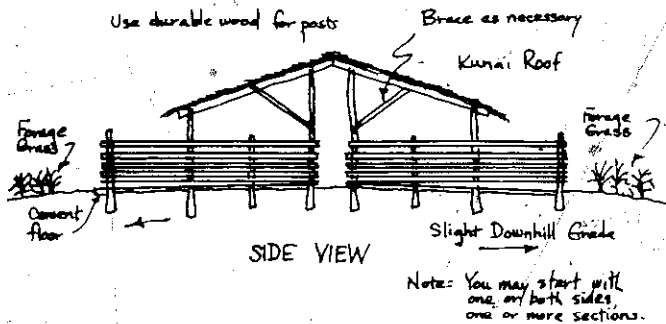 Use durable wood for posts
Brace as necessary
Kunai Roof
Forage
Grass
Forage
Grass
Cement
floor
SIDE VIEW
Slight Downhill Grade
Note: You may start with
one or both sides,
one or more sections.